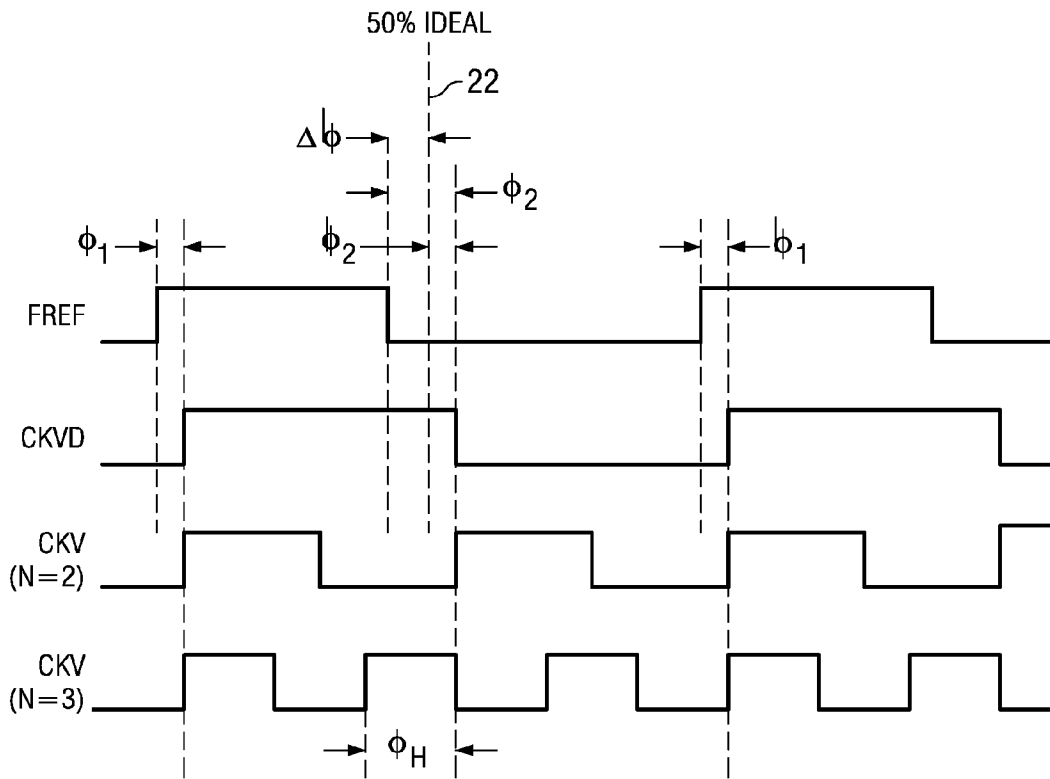 50% IDEAL
22
Δϕ
ϕ2
ϕ1
ϕ2
ϕ1
FREF
CKVD
CKV
(N=2)
CKV
(N=3)
ϕH